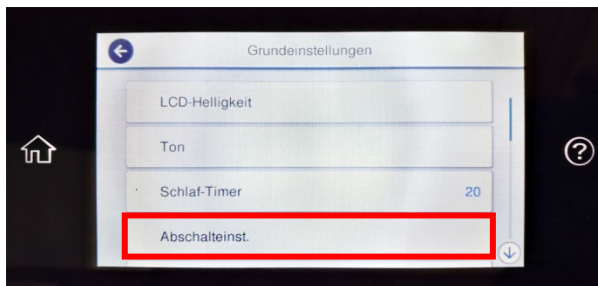 Grundeinstellungen
LCD-Helligkeit
Ton
Schlaf-Timer 20
Abschalteinst.
?